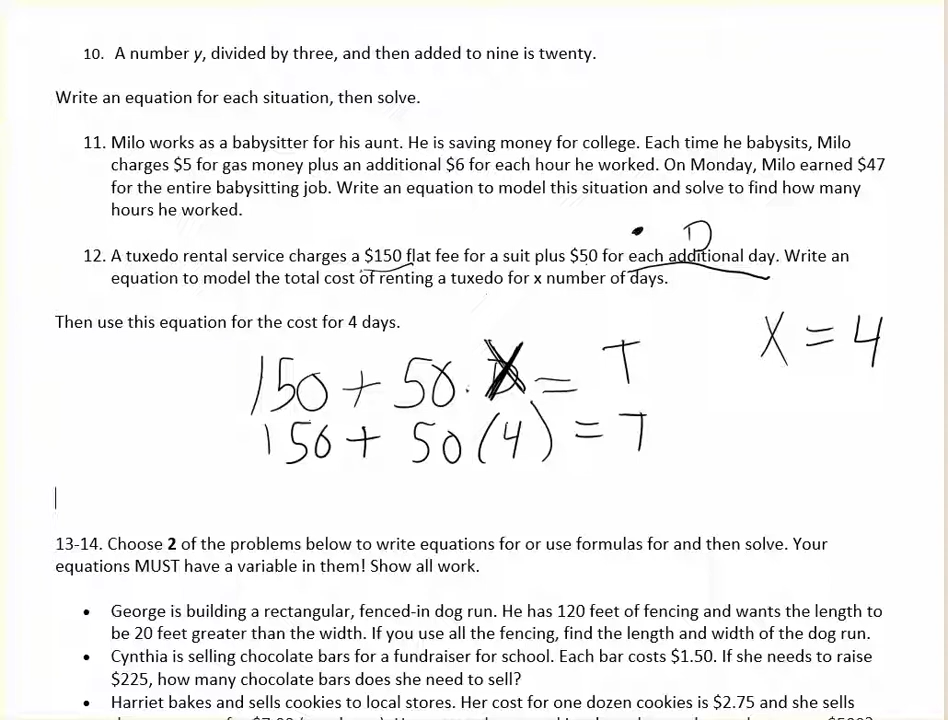 10. A number y, divided by three, and then added to nine is twenty.
Write an equation for each situation, then solve.
11. Milo works as a babysitter for his aunt. He is saving money for college. Each time he babysits, Milo
charges $5 for gas money plus an additional $6 for each hour he worked. On Monday, Milo earned $47
for the entire babysitting job. Write an equation to model this situation and solve to find how many
hours he worked.
• D
12. A tuxedo rental service charges a $150 flat fee for a suit plus $50 for each additional day. Write an
equation to model the total cost of renting a tuxedo for x number of days.
Then use this equation for the cost for 4 days.
X = 4
150 + 50 · X = T
150 + 50 (4) = T
13-14. Choose 2 of the problems below to write equations for or use formulas for and then solve. Your
equations MUST have a variable in them! Show all work.
• George is building a rectangular, fenced-in dog run. He has 120 feet of fencing and wants the length to
be 20 feet greater than the width. If you use all the fencing, find the length and width of the dog run.
• Cynthia is selling chocolate bars for a fundraiser for school. Each bar costs $1.50. If she needs to raise
$225, how many chocolate bars does she need to sell?
• Harriet bakes and sells cookies to local stores. Her cost for one dozen cookies is $2.75 and she sells